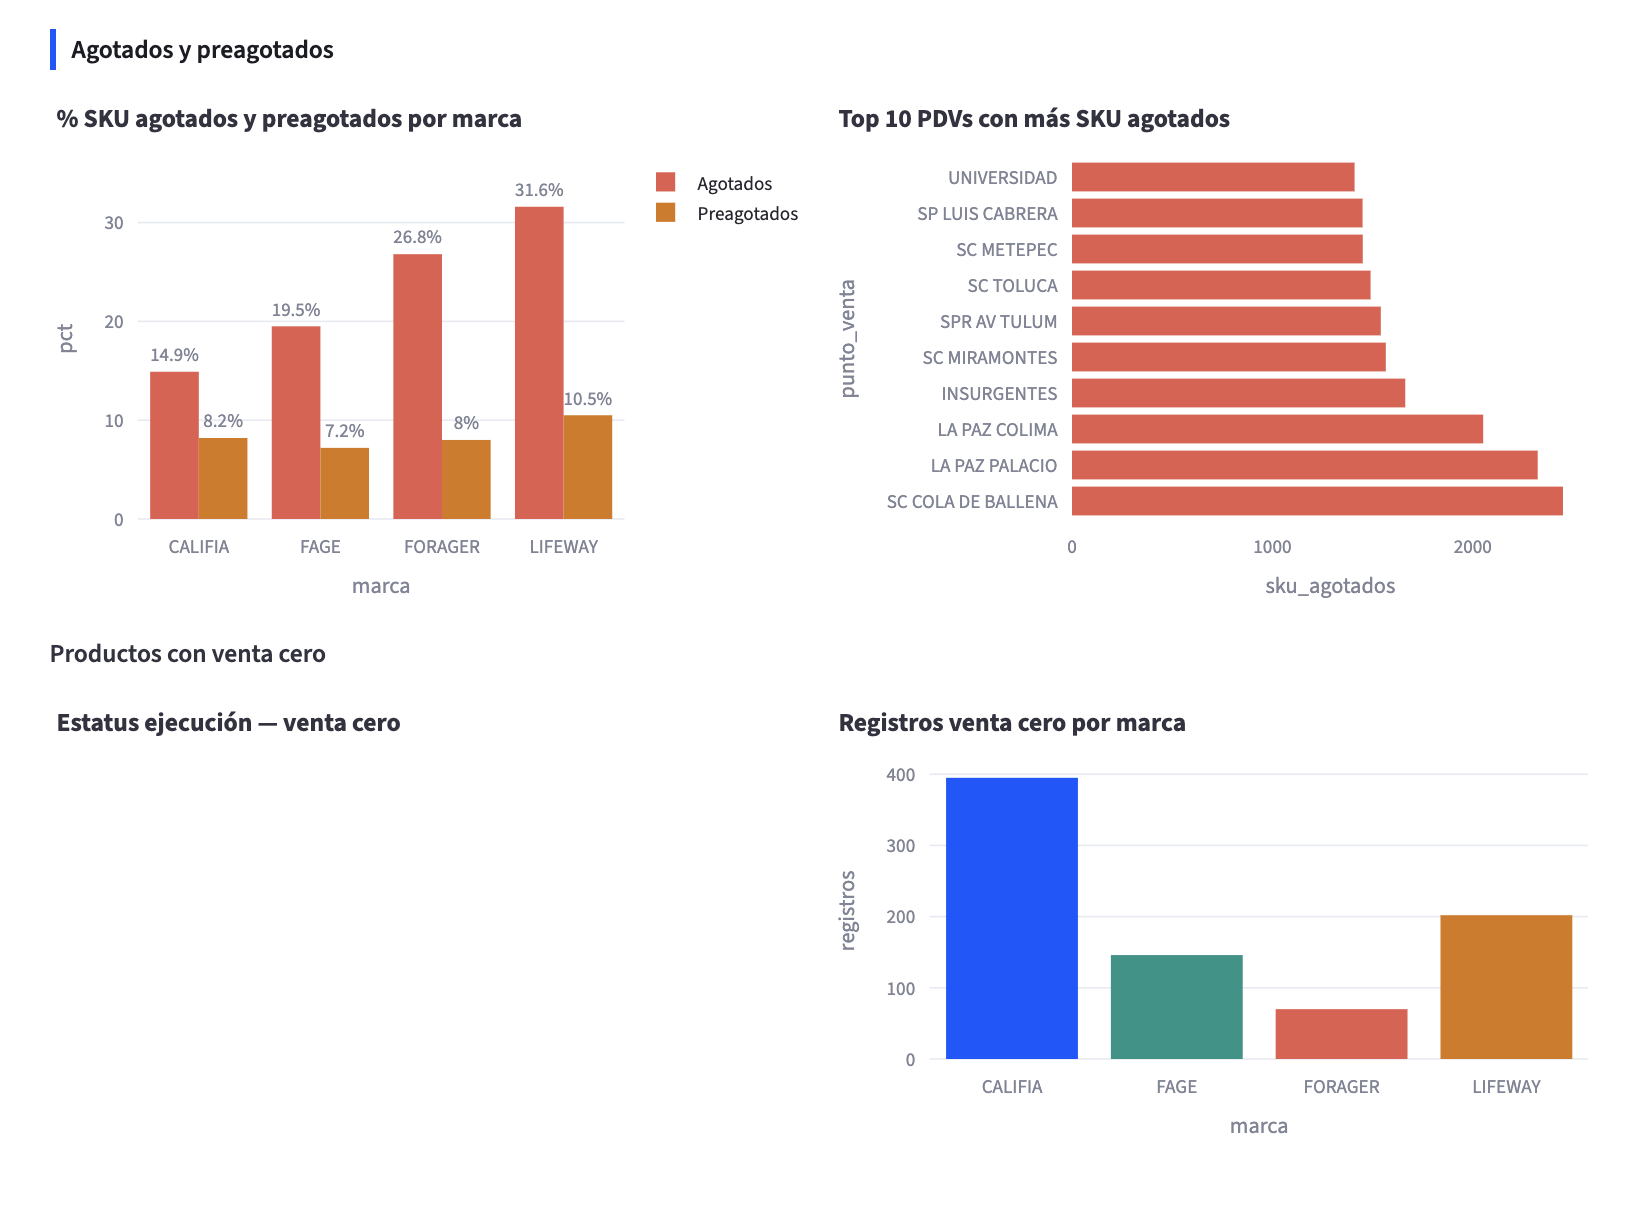 Agotados y preagotados
% SKU agotados y preagotados por marca
31.6%
26.8%
19.5%
14.9%
10.5%
8.2%
7.2%
8%
30
20
10
0
pct
CALIFIA
FAGE
FORAGER
LIFEWAY
marca
Agotados
Preagotados
Top 10 PDVs con más SKU agotados
UNIVERSIDAD
SP LUIS CABRERA
SC METEPEC
SC TOLUCA
SPR AV TULUM
SC MIRAMONTES
INSURGENTES
LA PAZ COLIMA
LA PAZ PALACIO
SC COLA DE BALLENA
punto_venta
0
1000
2000
sku_agotados
Productos con venta cero
Estatus ejecución — venta cero
Registros venta cero por marca
400
300
200
100
0
registros
CALIFIA
FAGE
FORAGER
LIFEWAY
marca